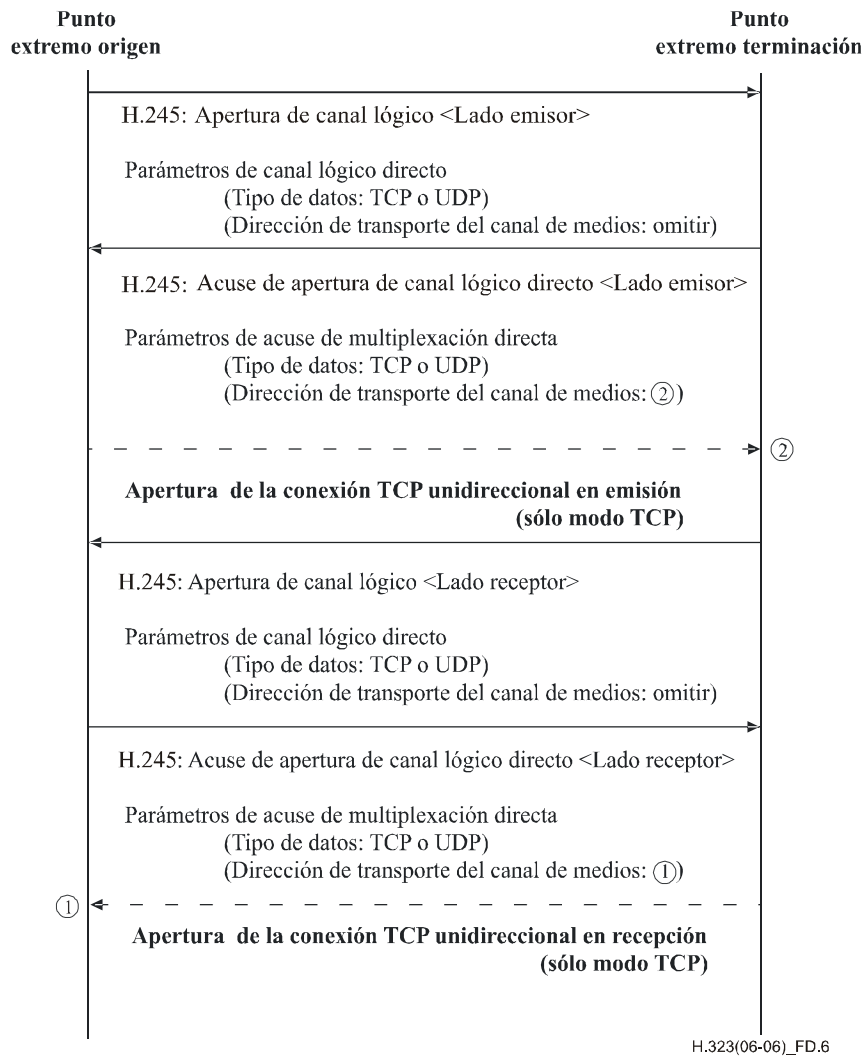 Punto
extremo origen
Punto
extremo terminación
H.245: Apertura de canal lógico <Lado emisor>
Parámetros de canal lógico directo
(Tipo de datos: TCP o UDP)
(Dirección de transporte del canal de medios: omitir)
H.245: Acuse de apertura de canal lógico directo <Lado emisor>
Parámetros de acuse de multiplexación directa
(Tipo de datos: TCP o UDP)
(Dirección de transporte del canal de medios: ②)
②
Apertura de la conexión TCP unidireccional en emisión
(sólo modo TCP)
H.245: Apertura de canal lógico <Lado receptor>
Parámetros de canal lógico directo
(Tipo de datos: TCP o UDP)
(Dirección de transporte del canal de medios: omitir)
H.245: Acuse de apertura de canal lógico directo <Lado receptor>
Parámetros de acuse de multiplexación directa
(Tipo de datos: TCP o UDP)
(Dirección de transporte del canal de medios: ①)
①
Apertura de la conexión TCP unidireccional en recepción
(sólo modo TCP)
H.323(06-06)_FD.6